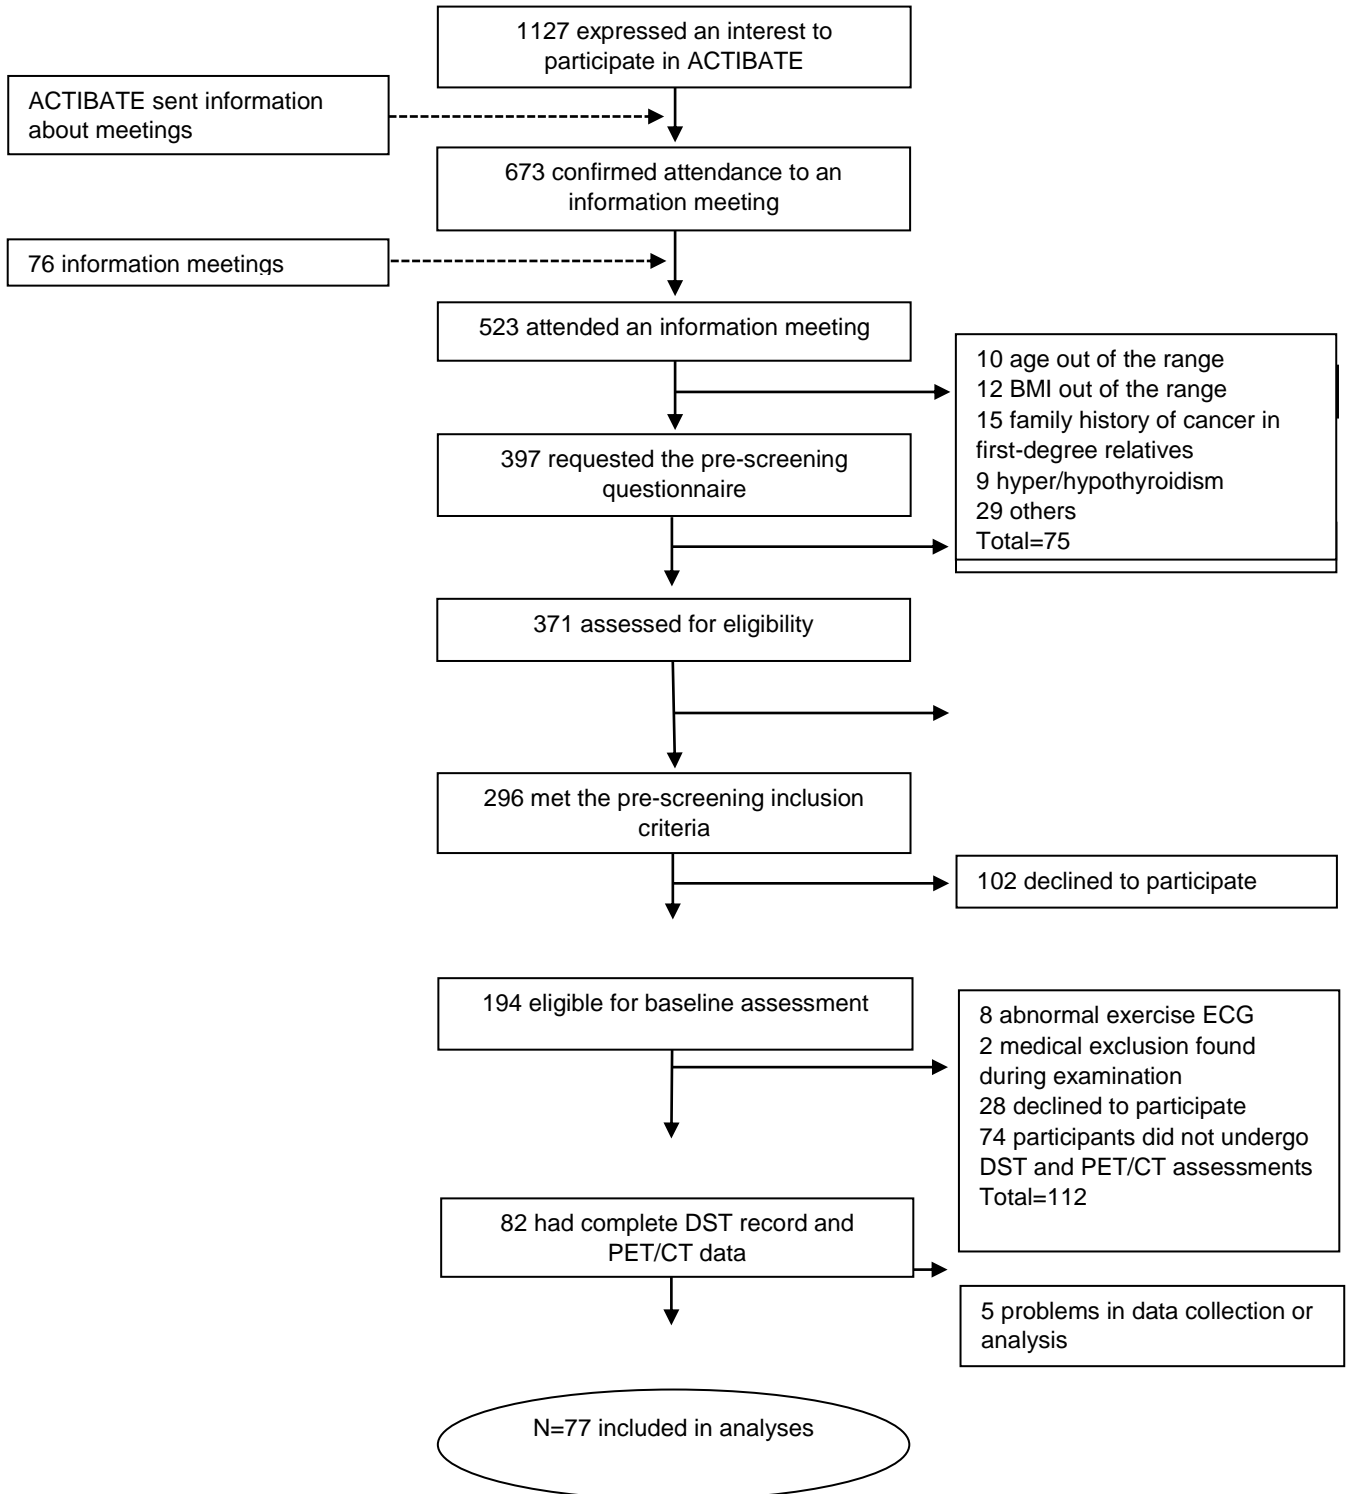 1127 expressed an interest to
participate in ACTIBATE
ACTIBATE sent information
about meetings
673 confirmed attendance to an
information meeting
76 information meetings
523 attended an information meeting
10 age out of the range
12 BMI out of the range
15 family history of cancer in
first-degree relatives
9 hyper/hypothyroidism
29 others
Total=75
397 requested the pre-screening
questionnaire
371 assessed for eligibility
296 met the pre-screening inclusion
criteria
102 declined to participate
194 eligible for baseline assessment
8 abnormal exercise ECG
2 medical exclusion found
during examination
28 declined to participate
74 participants did not undergo
DST and PET/CT assessments
Total=112
82 had complete DST record and
PET/CT data
5 problems in data collection or
analysis
N=77 included in analyses